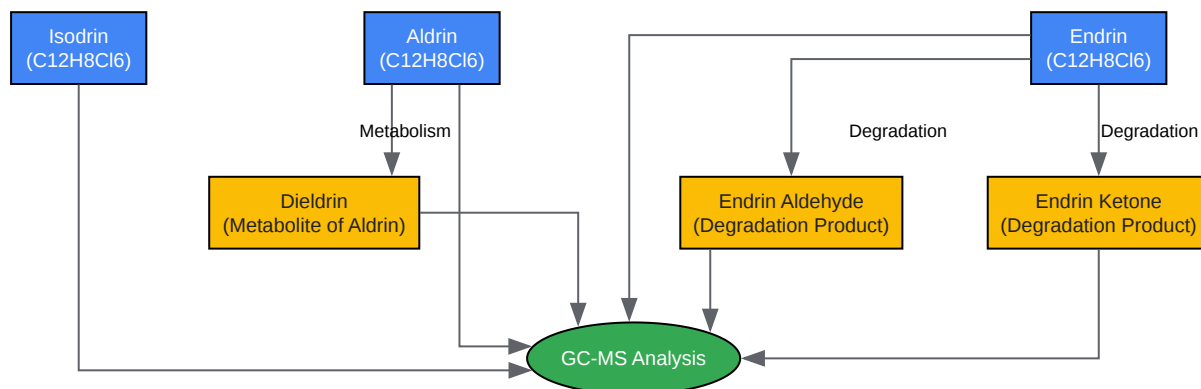 Isodrin
(C12H8Cl6)
Aldrin
(C12H8Cl6)
Endrin
(C12H8Cl6)
Metabolism
Degradation
Degradation
Dieldrin
(Metabolite of Aldrin)
Endrin Aldehyde
(Degradation Product)
Endrin Ketone
(Degradation Product)
GC-MS Analysis